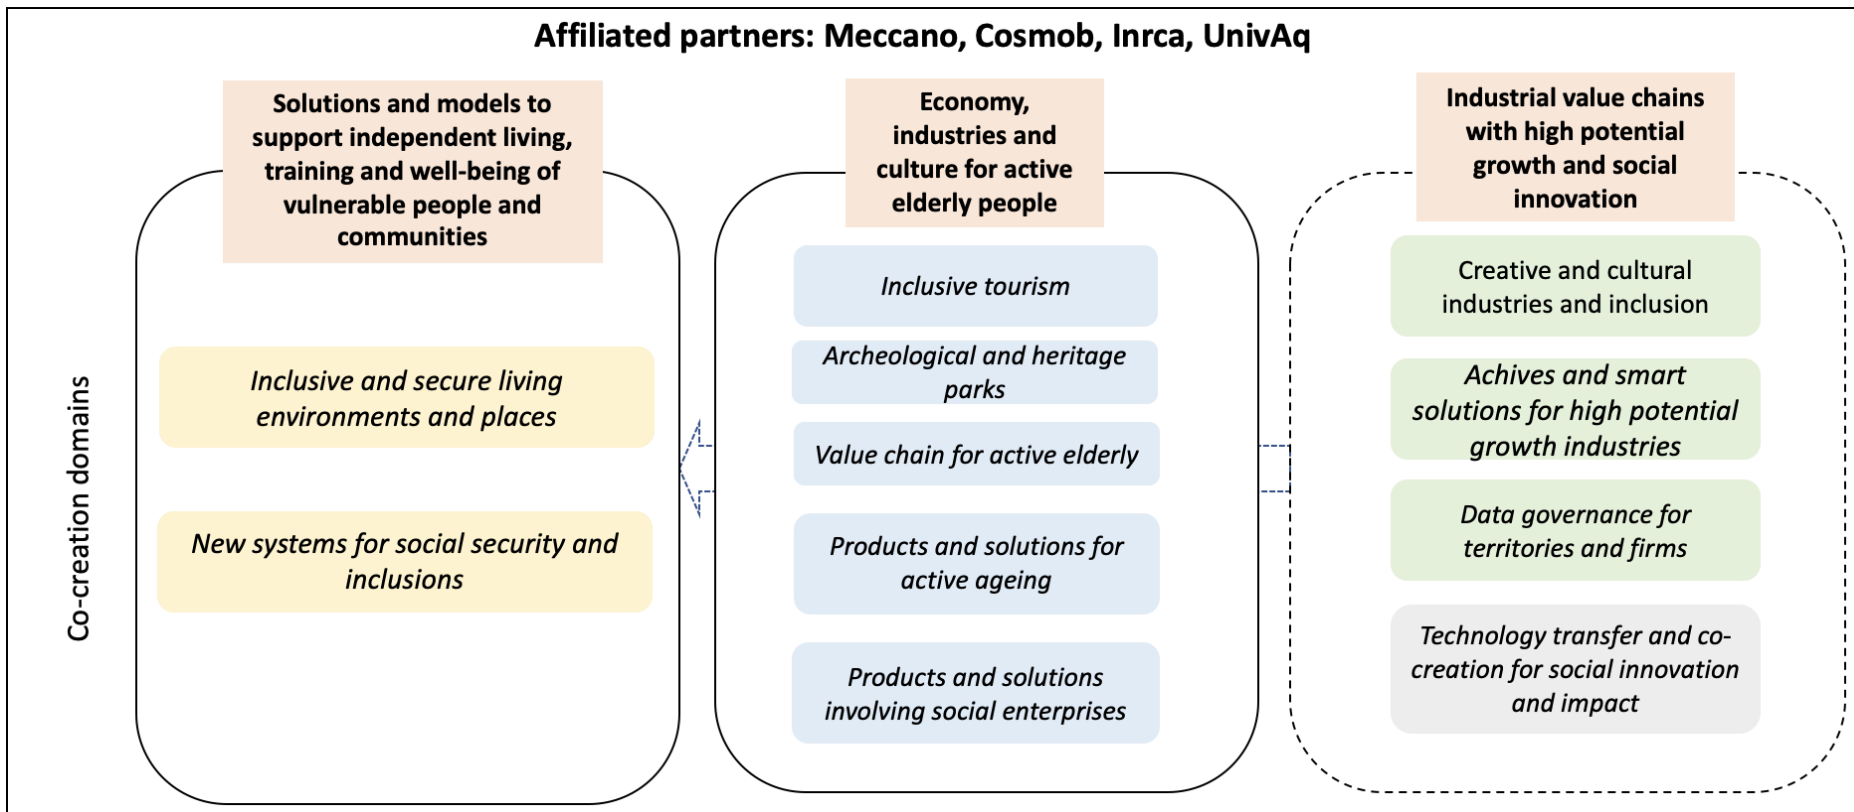 Affiliated partners: Meccano, Cosmob, Inrca, UnivAq
Solutions and models to
support independent living,
training and well-being of
vulnerable people and
communities
Inclusive and secure living
environments and places
New systems for social security and
inclusions
Economy,
industries and
culture for active
elderly people
Inclusive tourism
Archeological and heritage
parks
Value chain for active elderly
Products and solutions for
active ageing
Products and solutions
involving social enterprises
Industrial value chains
with high potential
growth and social
innovation
Creative and cultural
industries and inclusion
Achives and smart
solutions for high potential
growth industries
Data governance for
territories and firms
Technology transfer and co-
creation for social innovation
and impact
Co-creation domains